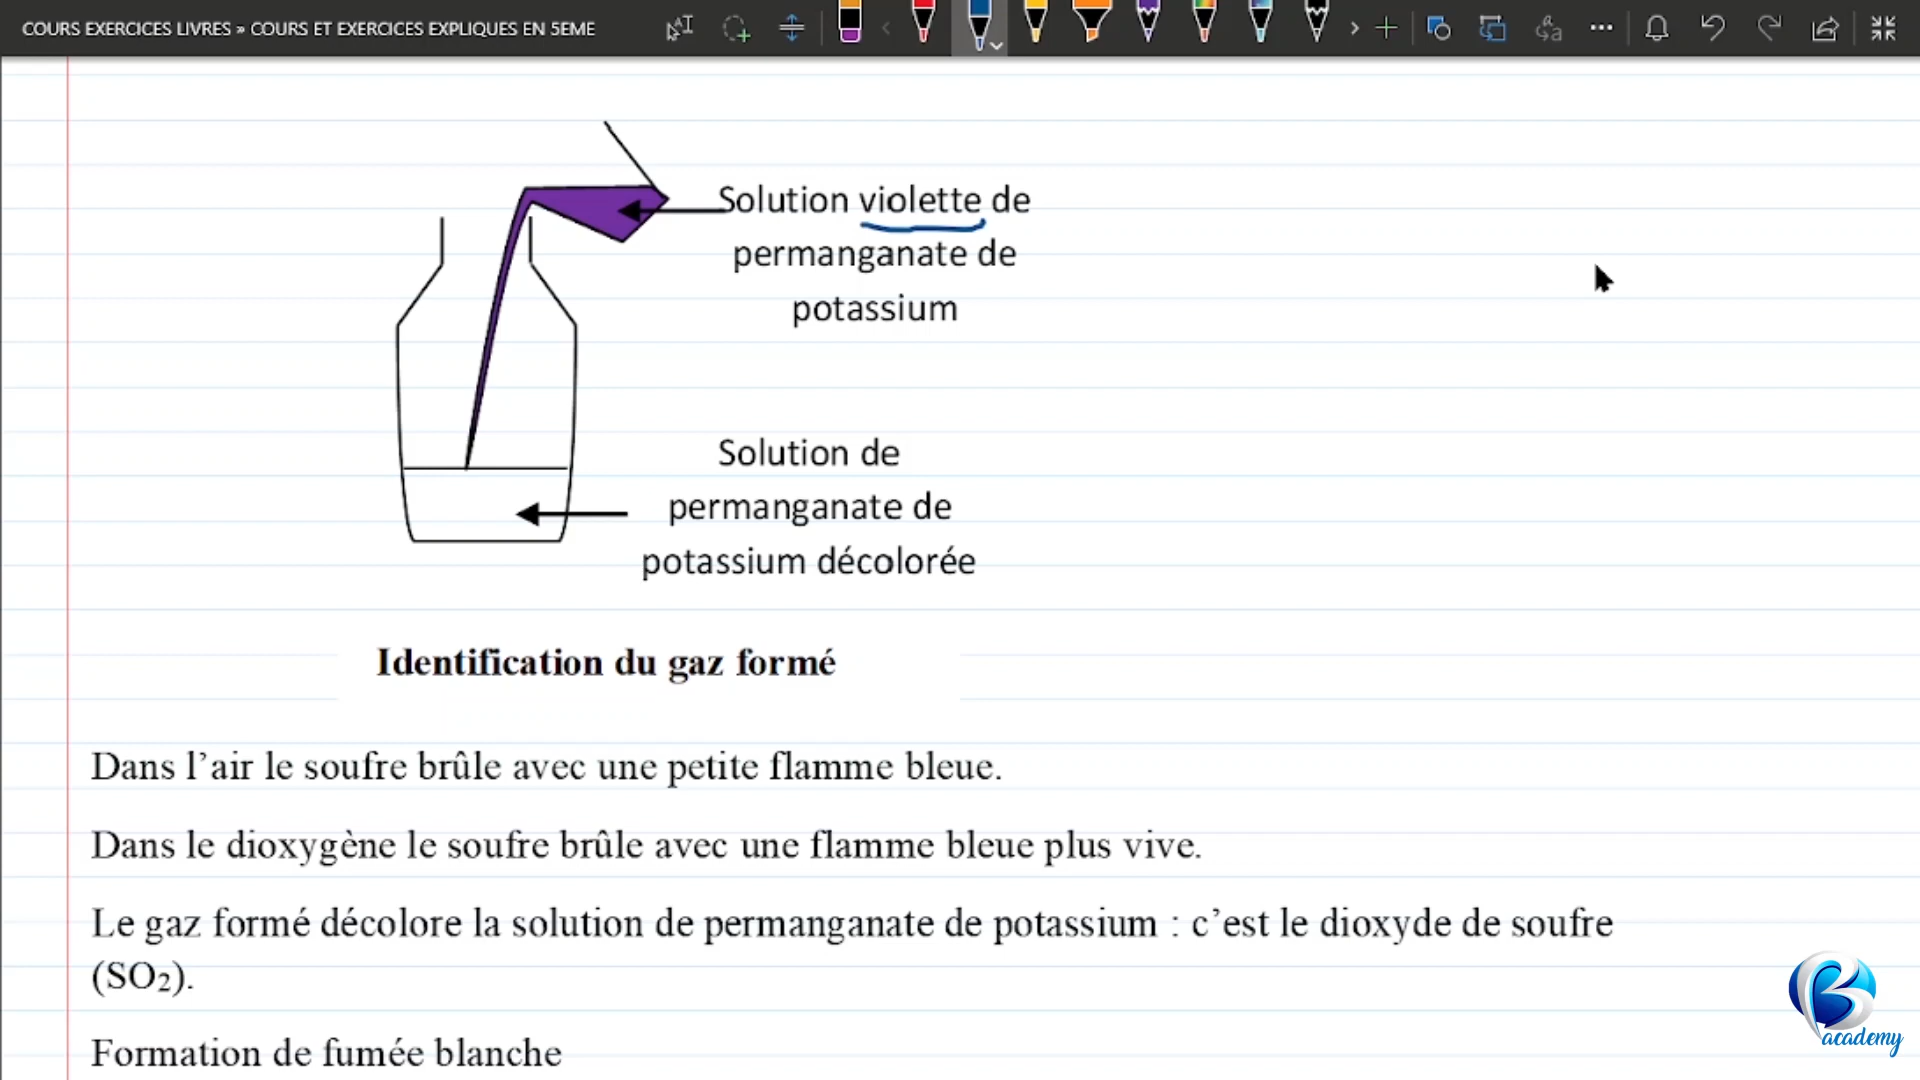 COURS EXERCICES LIVRES » COURS ET EXERCICES EXPLIQUES EN 5EME
Solution violette de
permanganate de
potassium
Solution de
permanganate de
potassium décolorée
Identification du gaz formé
Dans l’air le soufre brûle avec une petite flamme bleue.
Dans le dioxygène le soufre brûle avec une flamme bleue plus vive.
Le gaz formé décolore la solution de permanganate de potassium : c’est le dioxyde de soufre
(SO₂).
Formation de fumée blanche
B academy